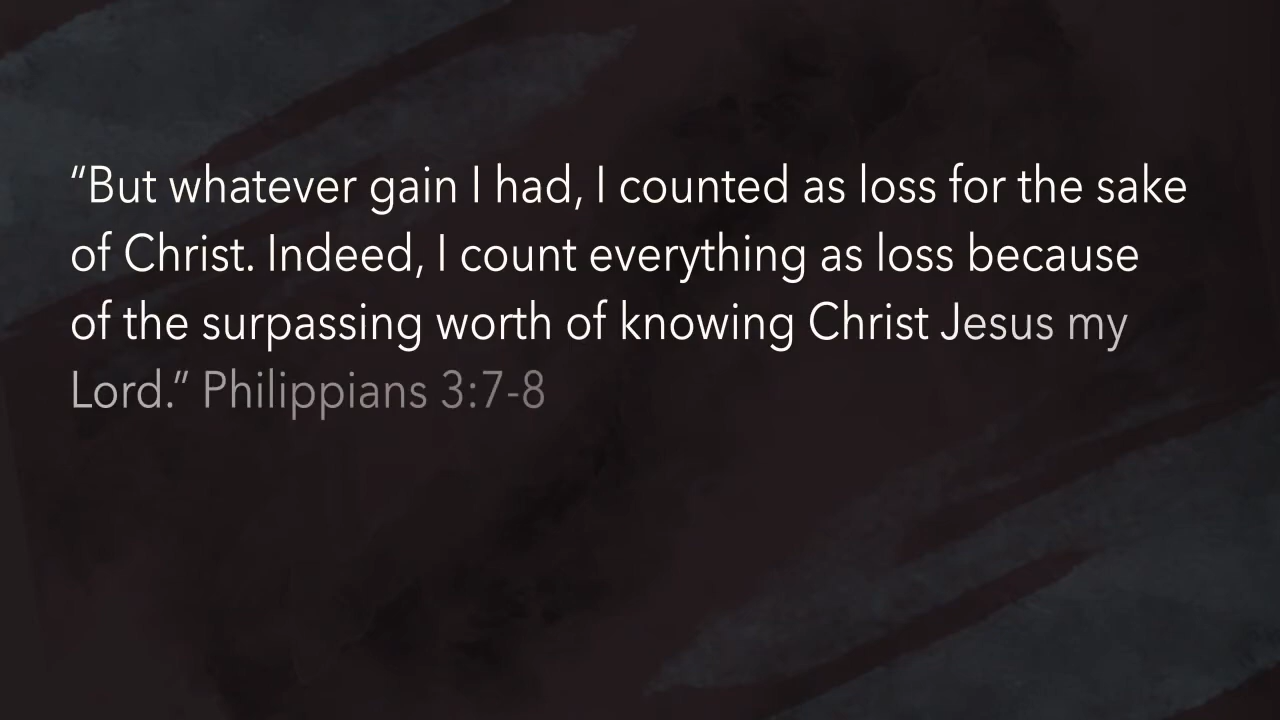 “But whatever gain I had, I counted as loss for the sake
of Christ. Indeed, I count everything as loss because
of the surpassing worth of knowing Christ Jesus my
Lord.” Philippians 3:7-8